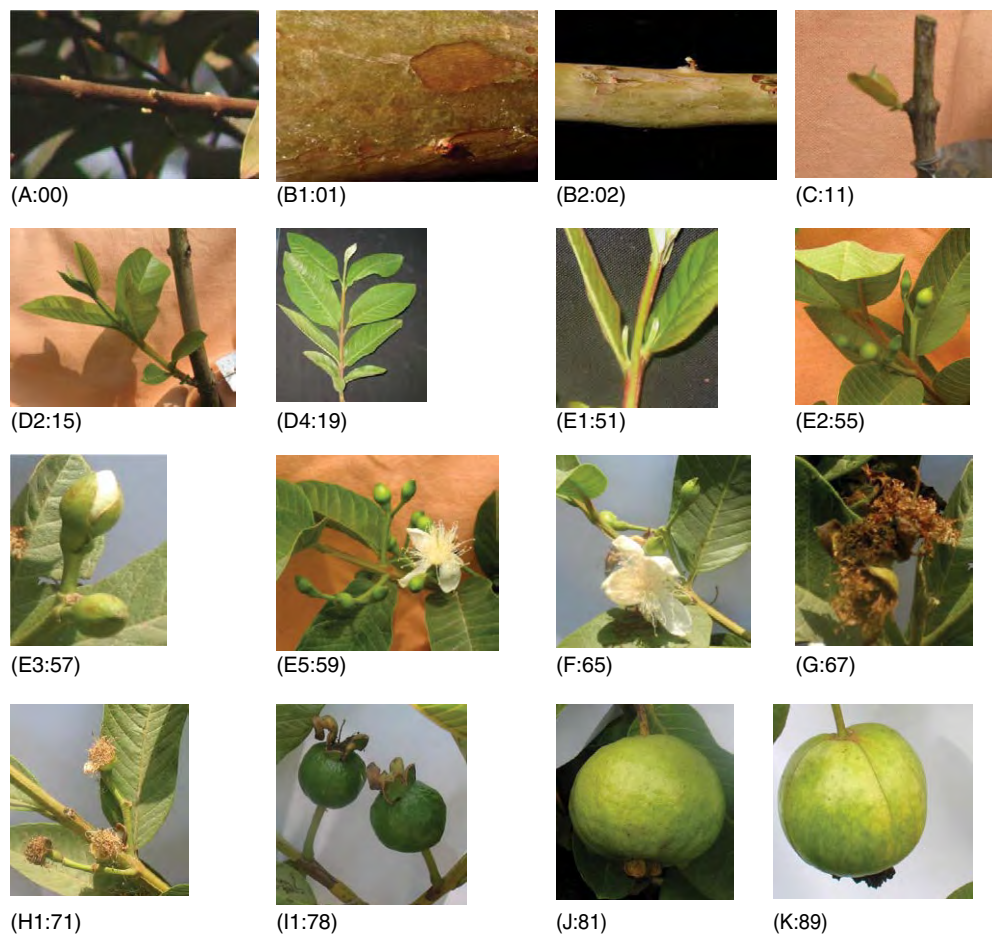 (A:00)
(B1:01)
(B2:02)
(C:11)
(D2:15)
(D4:19)
(E1:51)
(E2:55)
(E3:57)
(E5:59)
(F:65)
(G:67)
(H1:71)
(I1:78)
(J:81)
(K:89)